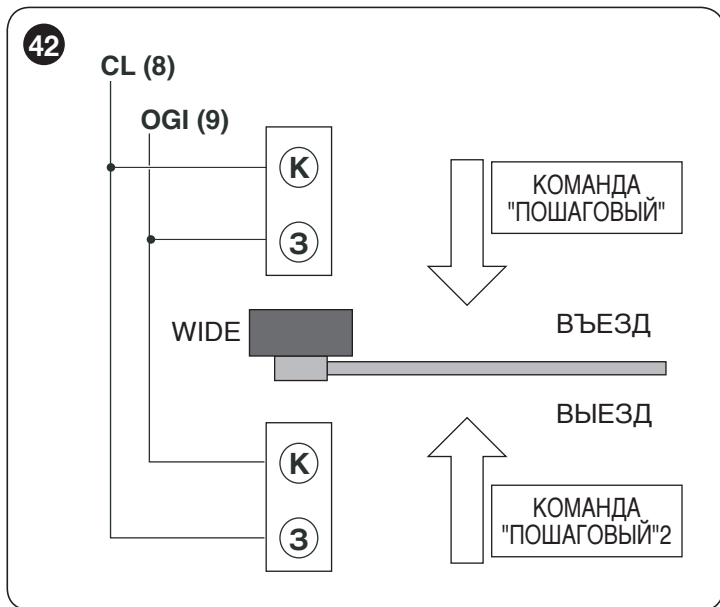 42
CL (8)
OGI (9)
К
З
КОМАНДА
"ПОШАГОВЫЙ"
WIDE
ВЪЕЗД
ВЫЕЗД
К
З
КОМАНДА
"ПОШАГОВЫЙ"2